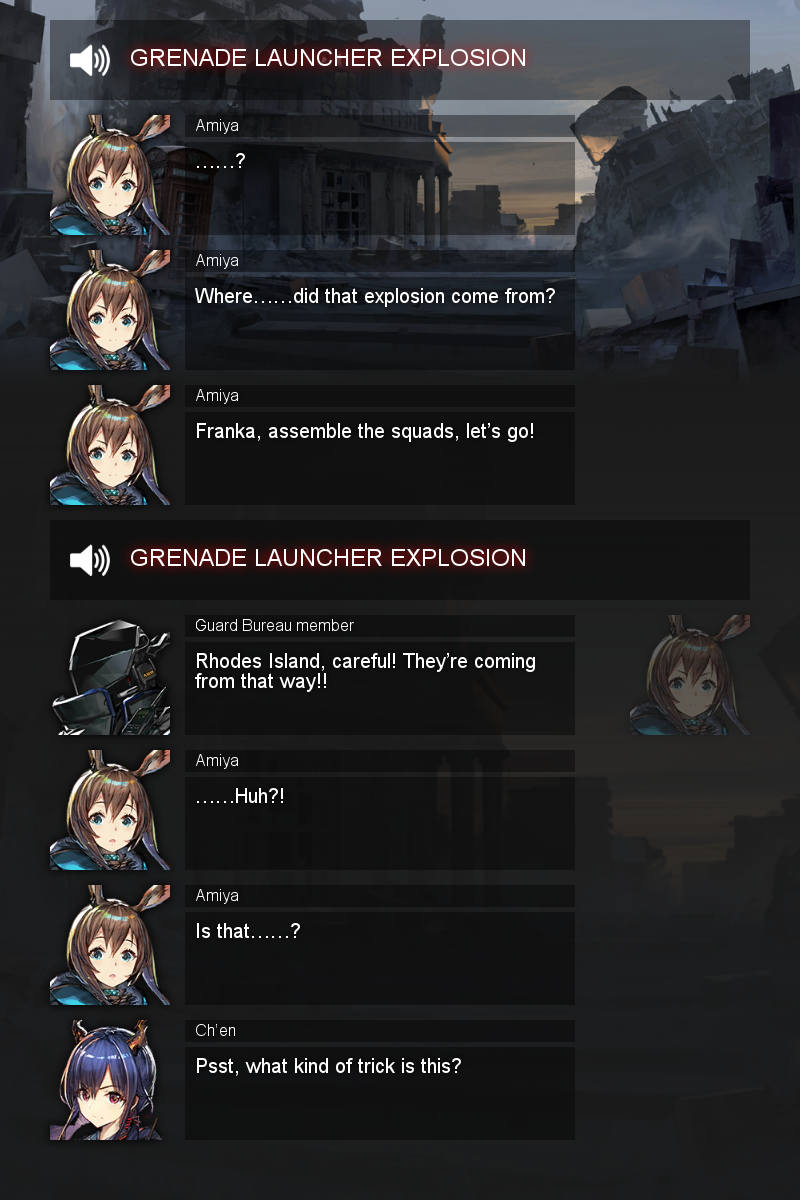 GRENADE LAUNCHER EXPLOSION
Amiya
……?
Amiya
Where……did that explosion come from?
Amiya
Franka, assemble the squads, let’s go!
GRENADE LAUNCHER EXPLOSION
Guard Bureau member
Rhodes Island, careful! They’re coming
from that way!!
Amiya
……Huh?!
Amiya
Is that……?
Ch’en
Psst, what kind of trick is this?